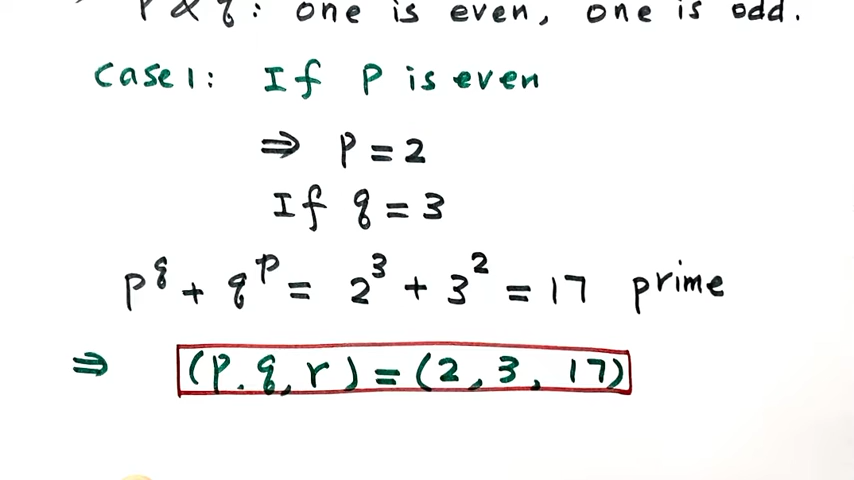 P & q: one is even, one is odd.
Case 1: If P is even
⇒ P = 2
If q = 3
p^q + q^p = 2^3 + 3^2 = 17 prime
⇒ (P. q, r) = (2, 3, 17)